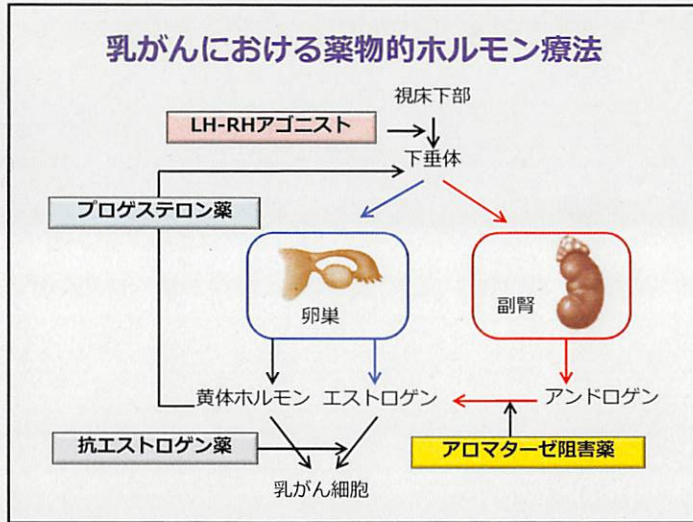 乳がんにおける薬物的ホルモン療法
視床下部
LH-RHアゴニスト
下垂体
プロゲステロン薬
卵巣
副腎
黄体ホルモン
エストロゲン
アンドロゲン
抗エストロゲン薬
アロマターゼ阻害薬
乳がん細胞